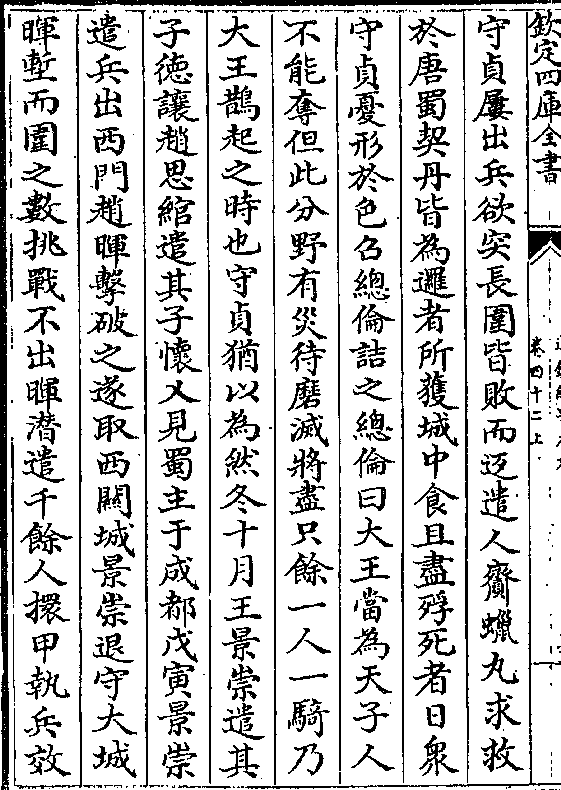 欽定四庫全書
卷四十二上
守貞屢出兵欲突長圍皆敗而返遣人齎蠟丸求救
於唐蜀契丹皆為邏者所獲城中食且盡殍死者日衆
守貞憂形於色召總倫詰之總倫曰大王當為天子人
不能奪但此分野有災待磨滅將盡只餘一人一騎乃
大王鵲起之時也守貞猶以為然冬十月王景崇遣其
子徳讓趙思綰遣其子懷乂見蜀主于成都戊寅景崇
遣兵出西門趙暉擊破之遂取西關城景崇退守大城
暉塹而圍之數挑戰不出暉潛遣千餘人擐甲執兵效